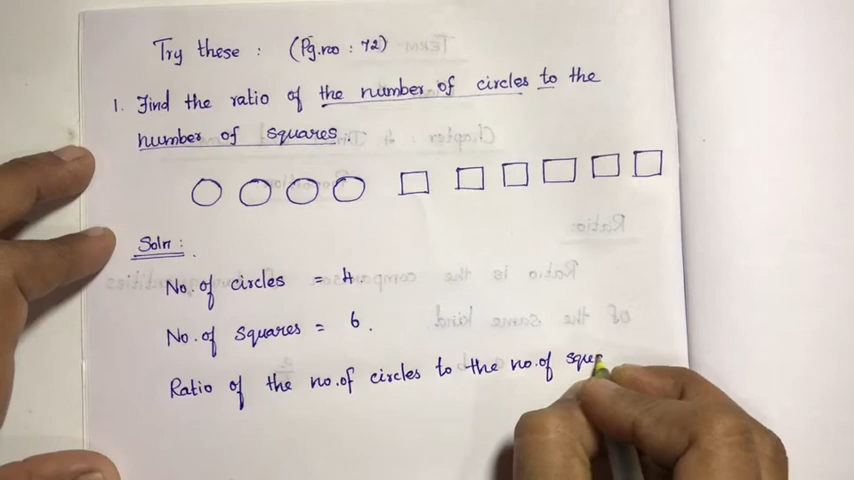 Try these : (Pg.no : 72)
1. Find the ratio of the number of circles to the
number of squares.
Soln :
No. of circles = 4.
No. of squares = 6.
Ratio of the no. of circles to the no. of squa